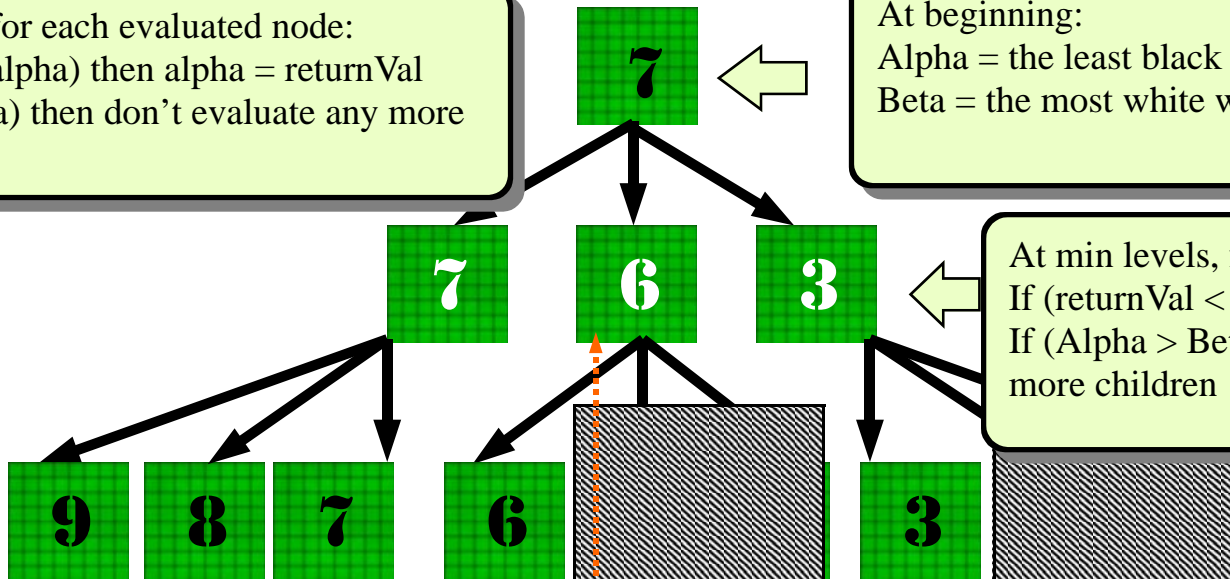 for each evaluated node:
alpha) then alpha = returnVal
a) then don’t evaluate any more
At beginning:
Alpha = the least black
Beta = the most white w
7
7
6
3
At min levels,
If (returnVal <
If (Alpha > Be
more children
9
8
7
6
3